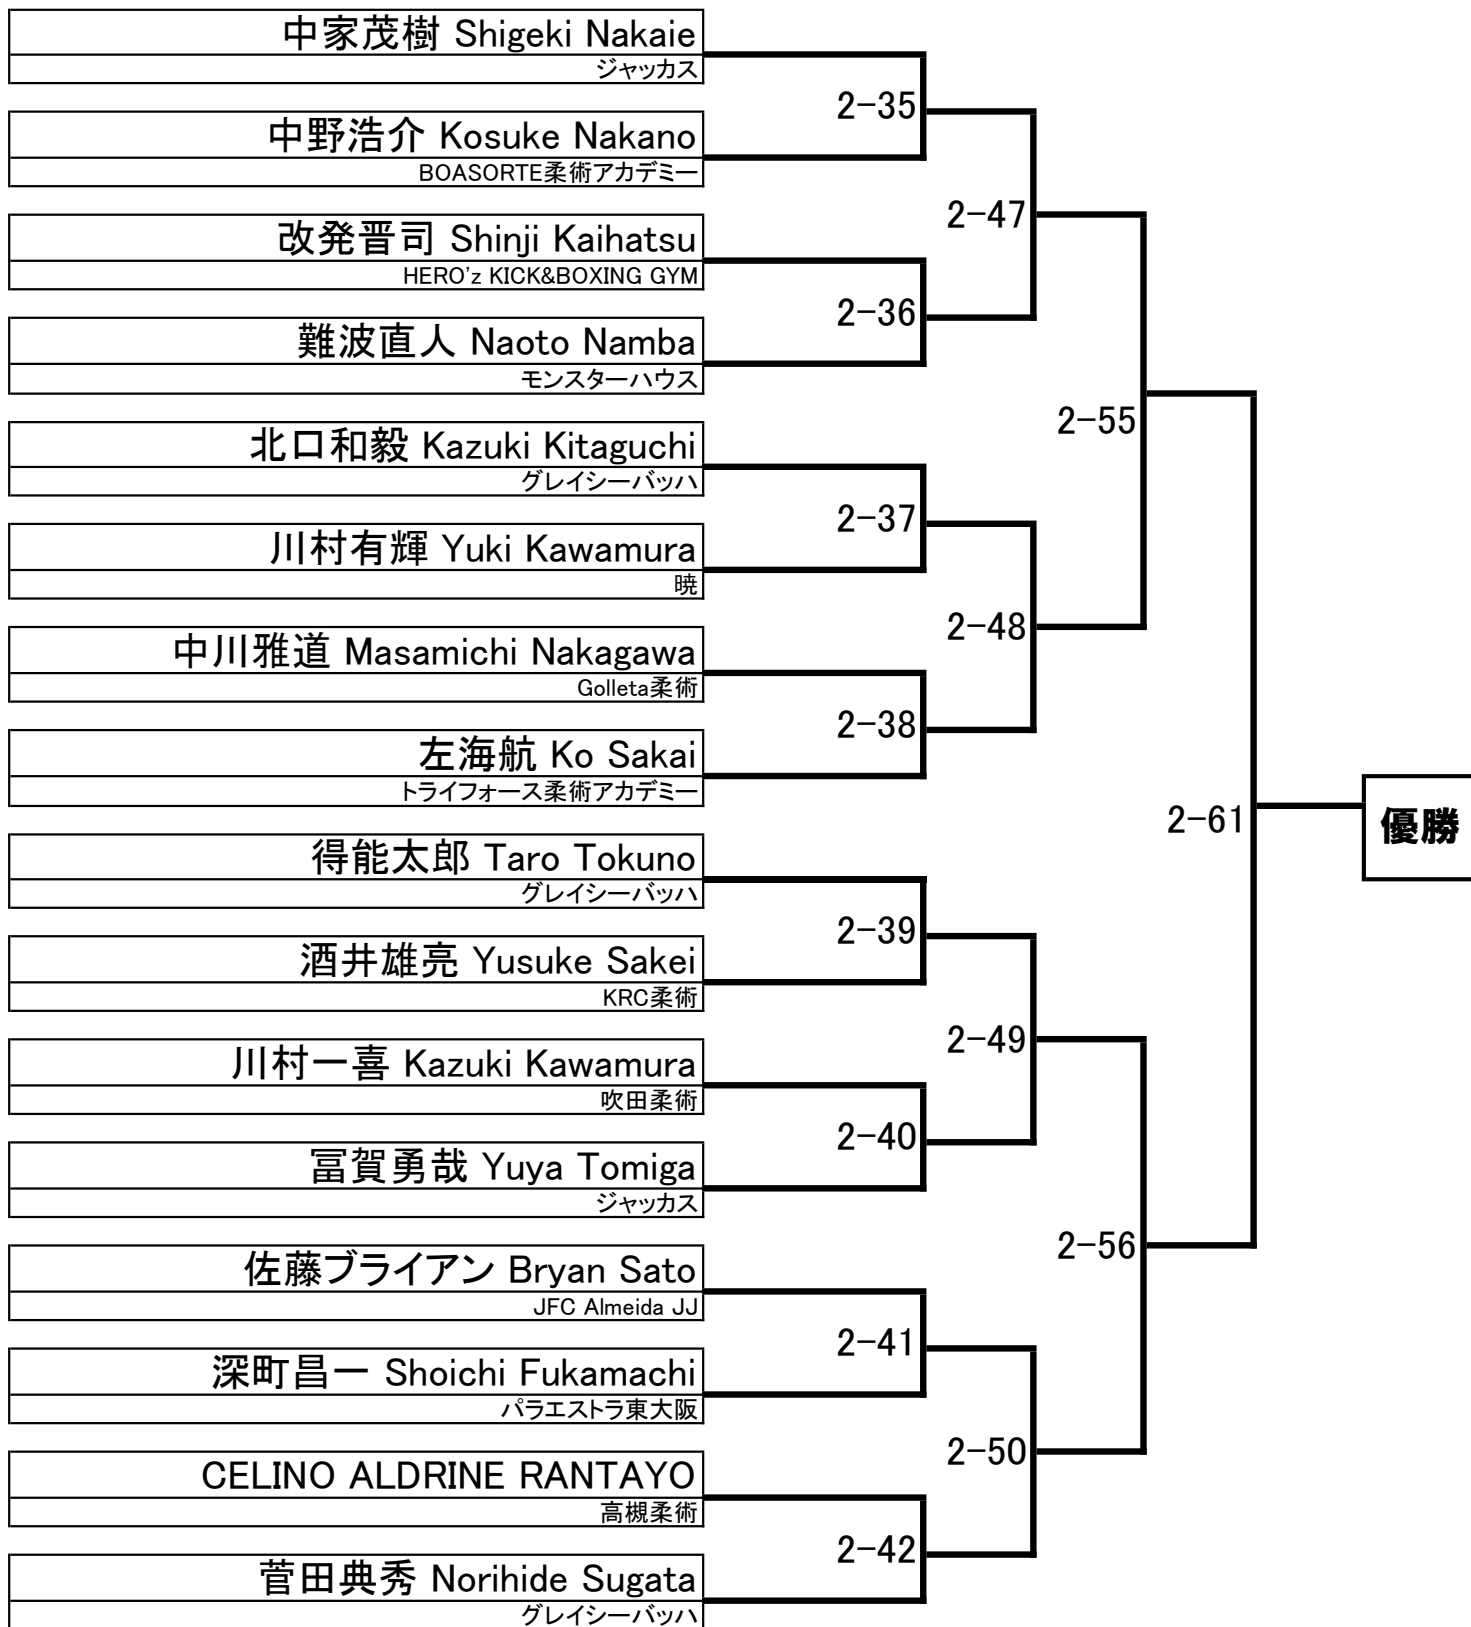 中家茂樹 Shigeki Nakaie
ジャッカス
2-35
中野浩介 Kosuke Nakano
BOASORTE柔術アカデミー
2-47
改発晋司 Shinji Kaihatsu
HERO'z KICK&BOXING GYM
2-36
難波直人 Naoto Namba
モンスターハウス
2-55
北口和毅 Kazuki Kitaguchi
グレイシーバッハ
2-37
川村有輝 Yuki Kawamura
暁
2-48
中川雅道 Masamichi Nakagawa
Golleta柔術
2-38
左海航 Ko Sakai
トライフォース柔術アカデミー
2-61
優勝
得能太郎 Taro Tokuno
グレイシーバッハ
2-39
酒井雄亮 Yusuke Sakei
KRC柔術
2-49
川村一喜 Kazuki Kawamura
吹田柔術
2-40
冨賀勇哉 Yuya Tomiga
ジャッカス
2-56
佐藤ブライアン Bryan Sato
JFC Almeida JJ
2-41
深町昌一 Shoichi Fukamachi
パラエストラ東大阪
2-50
CELINO ALDRINE RANTAYO
高槻柔術
2-42
菅田典秀 Norihide Sugata
グレイシーバッハ